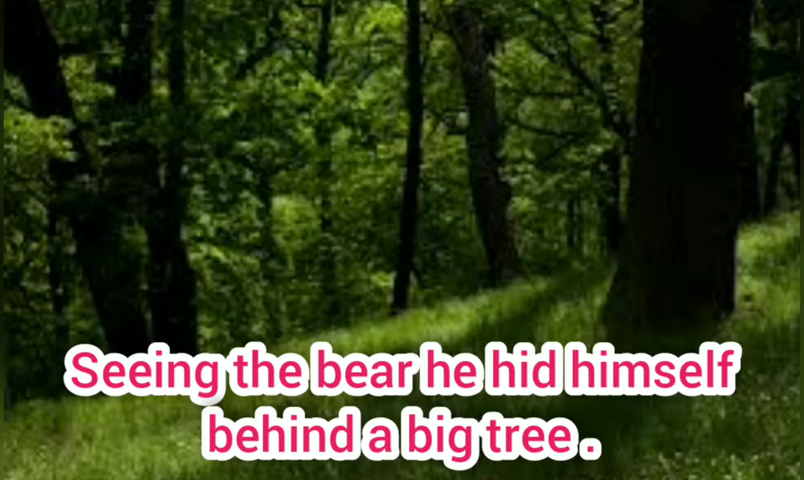 Seeing the bear he hid himself
behind a big tree .